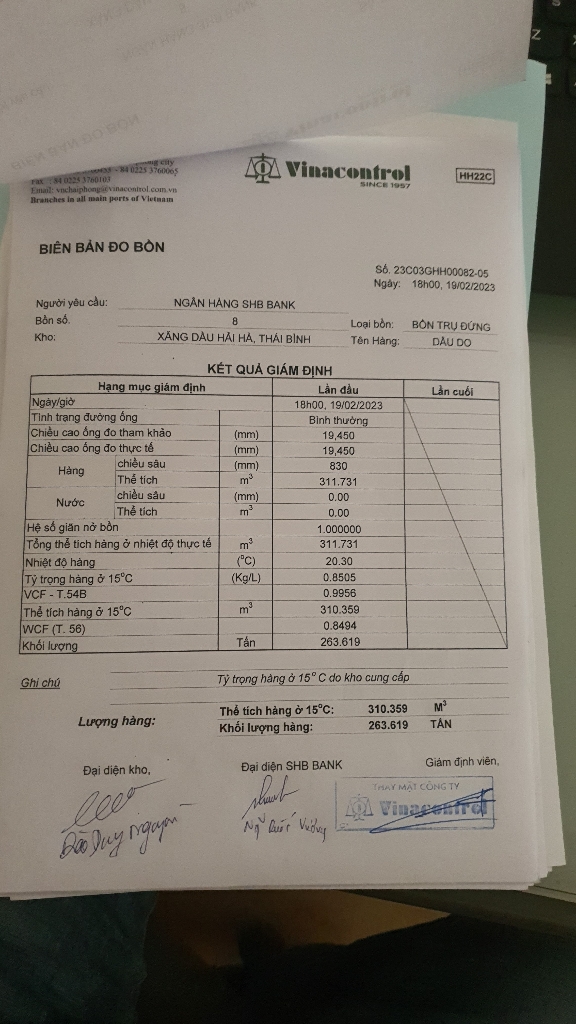 84 0225 3760065
Fax : 84 0225 3760103
Email: vnchaiphong@vinacontrol.com.vn
Branches in all main ports of Vietnam
Vinacontrol
SINCE 1957
HH22C
BIÊN BẢN ĐO BỒN
Số. 23C03GHH00082-05
Ngày: 18h00, 19/02/2023
Người yêu cầu: NGÂN HÀNG SHB BANK
Bồn số. 8 Loại bồn: BỒN TRỤ ĐỨNG
Kho: XĂNG DẦU HẢI HÀ, THÁI BÌNH Tên Hàng: DẦU DO
KẾT QUẢ GIÁM ĐỊNH
Hạng mục giám định Lần đầu Lần cuối
Ngày/giờ 18h00, 19/02/2023
Tình trạng đường ống Bình thường
Chiều cao ống đo tham khảo (mm) 19,450
Chiều cao ống đo thực tế (mm) 19,450
Hàng chiều sâu (mm) 830
Thể tích m³ 311.731
Nước chiều sâu (mm) 0.00
Thể tích m³ 0.00
Hệ số giãn nở bồn 1.000000
Tổng thể tích hàng ở nhiệt độ thực tế m³ 311.731
Nhiệt độ hàng (°C) 20.30
Tỷ trọng hàng ở 15°C (Kg/L) 0.8505
VCF - T.54B 0.9956
Thể tích hàng ở 15°C m³ 310.359
WCF (T. 56) 0.8494
Khối lượng Tấn 263.619
Ghi chú Tỷ trọng hàng ở 15°C do kho cung cấp
Lượng hàng: Thể tích hàng ở 15°C: 310.359 M³
Khối lượng hàng: 263.619 TẤN
Đại diện kho, Đại diện SHB BANK Giám định viên,
THAY MẶT CÔNG TY
Vinacontrol
Đào Duy Nguyên